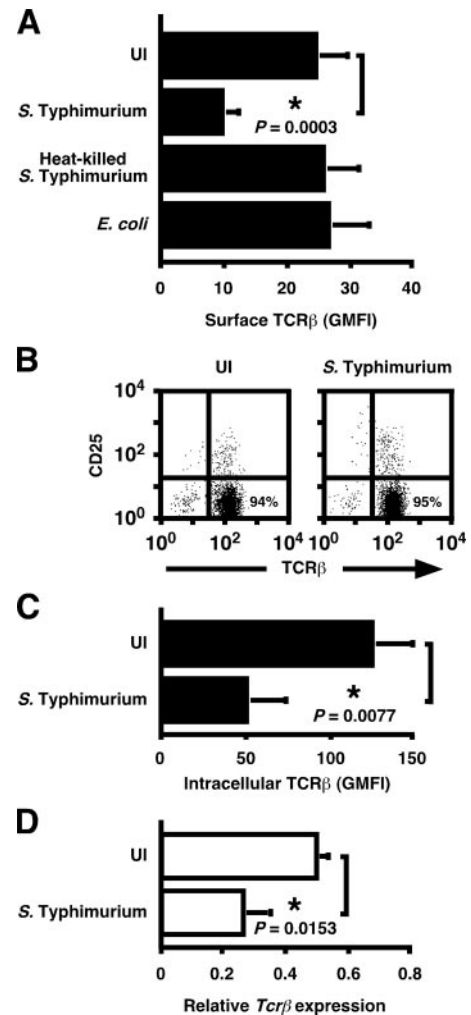 A
UI
S. Typhimurium
*
P = 0.0003
Heat-killed
S. Typhimurium
E. coli
0 10 20 30 40
Surface TCRβ (GMFI)
B
UI
S. Typhimurium
CD25
10⁴
10²
10⁰
94%
95%
10⁰ 10² 10⁴
10⁰ 10² 10⁴
TCRβ
C
UI
S. Typhimurium
*
P = 0.0077
0 50 100 150
Intracellular TCRβ (GMFI)
D
UI
S. Typhimurium
*
P = 0.0153
0 0.2 0.4 0.6 0.8
Relative Tcrβ expression